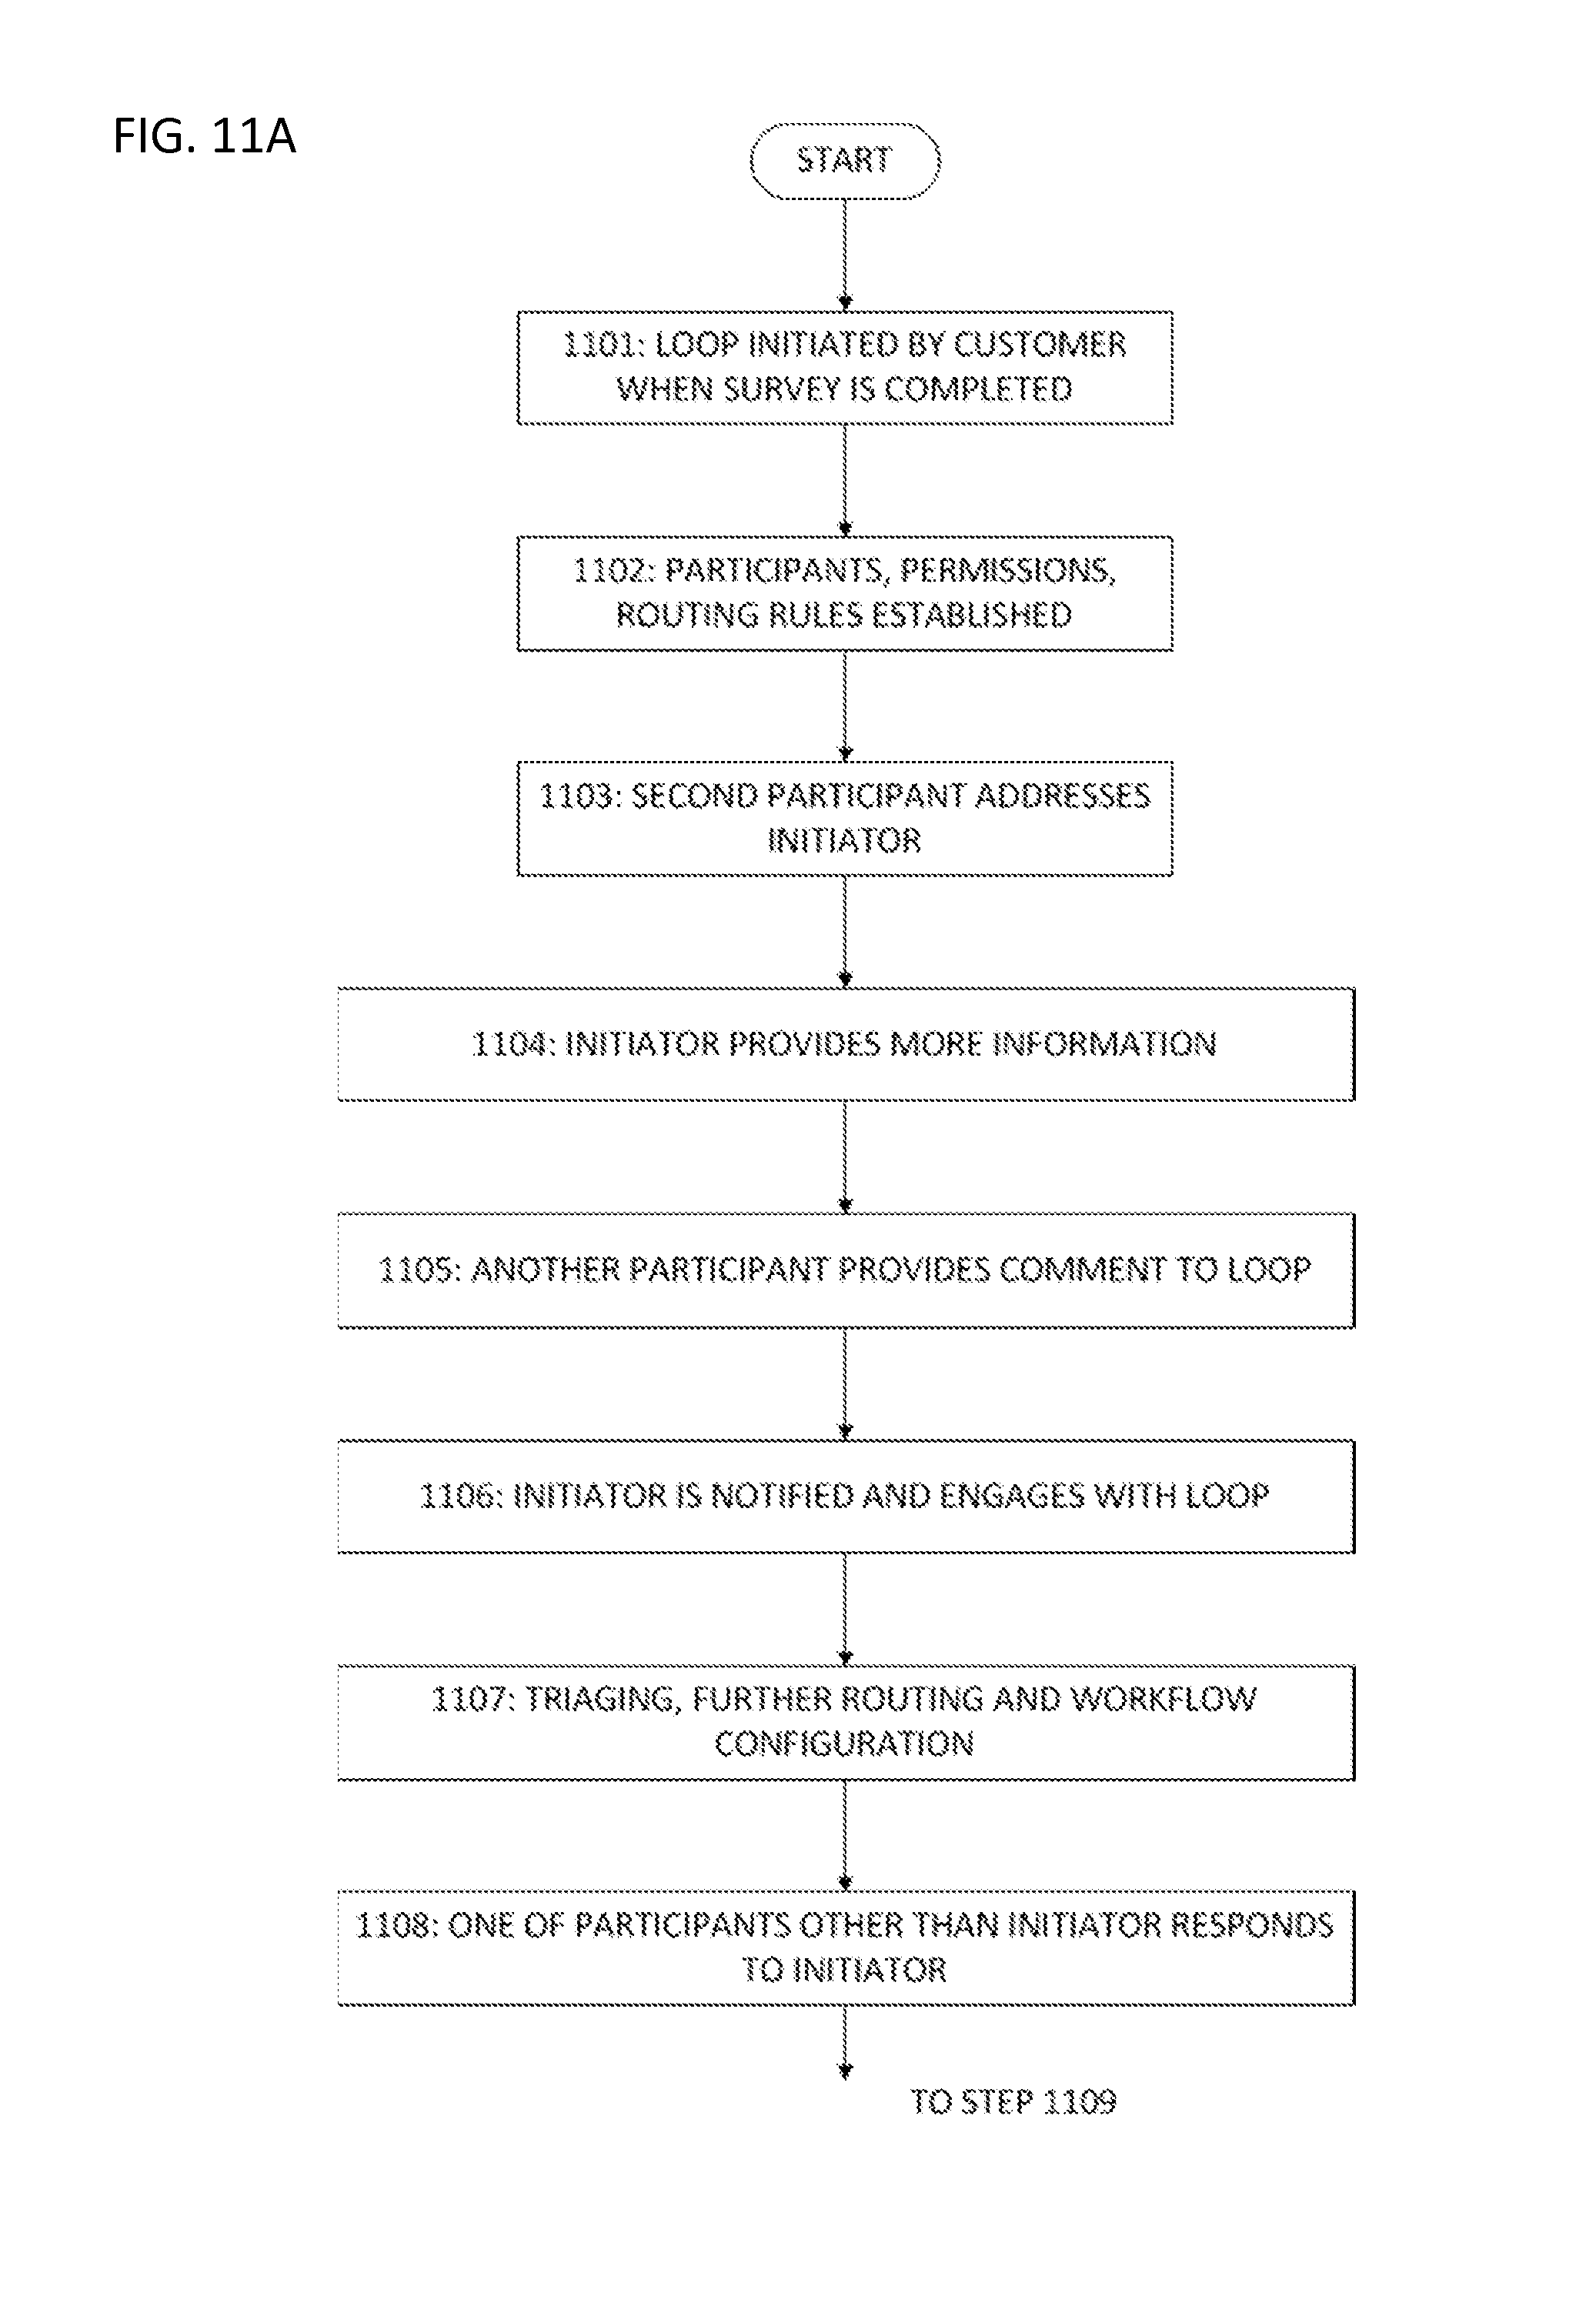 FIG. 11A
START
1101: LOOP INITIATED BY CUSTOMER
WHEN SURVEY IS COMPLETED
1102: PARTICIPANTS, PERMISSIONS,
ROUTING RULES ESTABLISHED
1103: SECOND PARTICIPANT ADDRESSES
INITIATOR
1104: INITIATOR PROVIDES MORE INFORMATION
1105: ANOTHER PARTICIPANT PROVIDES COMMENT TO LOOP
1106: INITIATOR IS NOTIFIED AND ENGAGES WITH LOOP
1107: TRIAGING, FURTHER ROUTING AND WORKFLOW
CONFIGURATION
1108: ONE OF PARTICIPANTS OTHER THAN INITIATOR RESPONDS
TO INITIATOR
TO STEP 1109